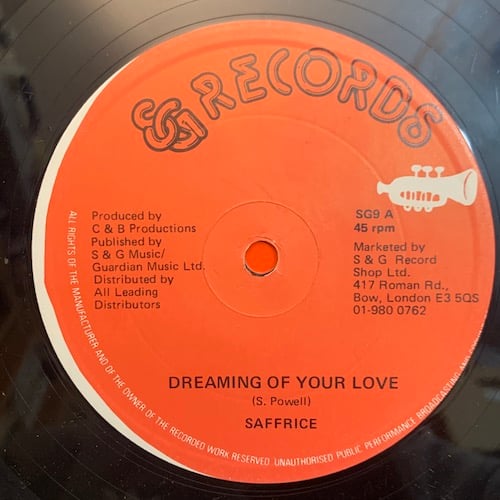 SG RECORDS
Produced by
C & B Productions
Published by
S & G Music/
Guardian Music Ltd.
Distributed by
All Leading
Distributors
SG9 A
45 rpm
Marketed by
S & G Record
Shop Ltd.
417 Roman Rd.,
Bow, London E3 5QS
01-980 0762
DREAMING OF YOUR LOVE
(S. Powell)
SAFFRICE
ALL RIGHTS OF THE MANUFACTURER AND OF THE OWNER OF THE RECORDED WORK RESERVED UNAUTHORISED PUBLIC PERFORMANCE BROADCASTING AND